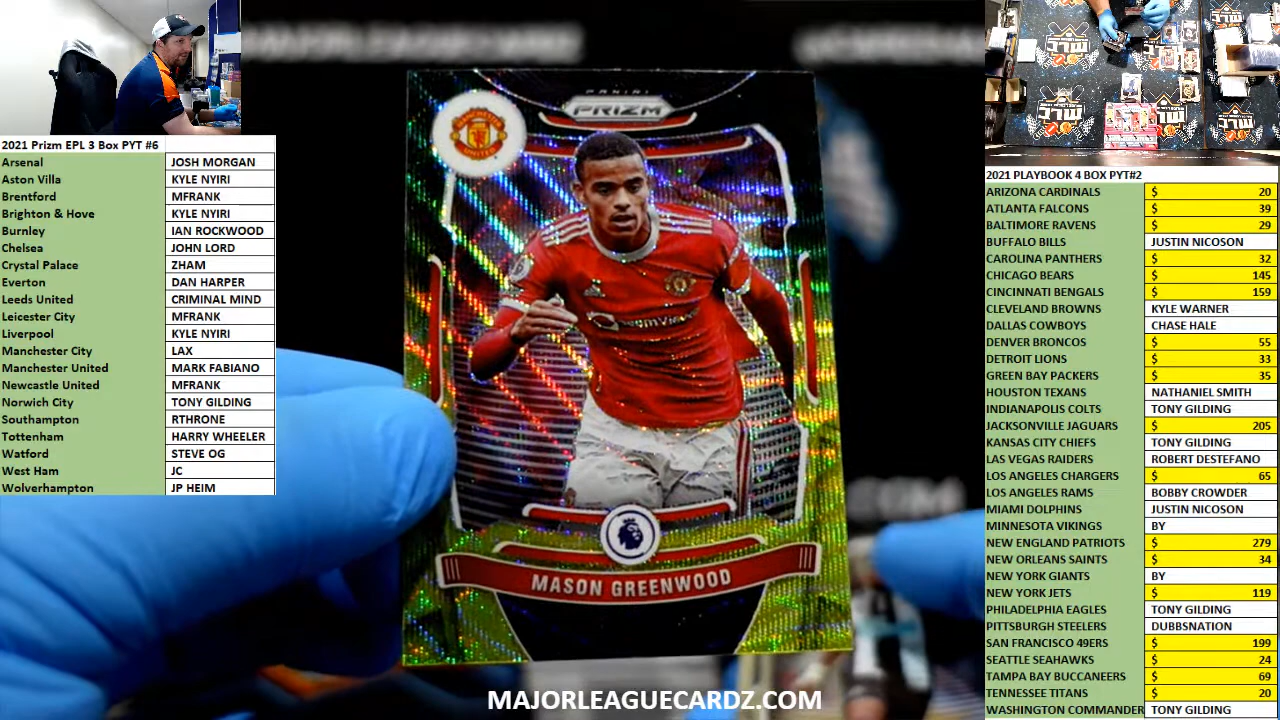 2021 Prizm EPL 3 Box PYT #6
Arsenal JOSH MORGAN
Aston Villa KYLE NYIRI
Brentford MFRANK
Brighton & Hove KYLE NYIRI
Burnley IAN ROCKWOOD
Chelsea JOHN LORD
Crystal Palace ZHAM
Everton DAN HARPER
Leeds United CRIMINAL MIND
Leicester City MFRANK
Liverpool KYLE NYIRI
Manchester City LAX
Manchester United MARK FABIANO
Newcastle United MFRANK
Norwich City TONY GILDING
Southampton RTHRONE
Tottenham HARRY WHEELER
Watford STEVE OG
West Ham JC
Wolverhampton JP HEIM
PANINI
PRIZM
MANCHESTER
UNITED
TeamViewer
MASON GREENWOOD
MAJORLEAGUECARDZ.COM
2021 PLAYBOOK 4 BOX PYT#2
ARIZONA CARDINALS $ 20
ATLANTA FALCONS $ 39
BALTIMORE RAVENS $ 29
BUFFALO BILLS JUSTIN NICOSON
CAROLINA PANTHERS $ 32
CHICAGO BEARS $ 145
CINCINNATI BENGALS $ 159
CLEVELAND BROWNS KYLE WARNER
DALLAS COWBOYS CHASE HALE
DENVER BRONCOS $ 55
DETROIT LIONS $ 33
GREEN BAY PACKERS $ 35
HOUSTON TEXANS NATHANIEL SMITH
INDIANAPOLIS COLTS TONY GILDING
JACKSONVILLE JAGUARS $ 205
KANSAS CITY CHIEFS TONY GILDING
LAS VEGAS RAIDERS ROBERT DESTEFANO
LOS ANGELES CHARGERS $ 65
LOS ANGELES RAMS BOBBY CROWDER
MIAMI DOLPHINS JUSTIN NICOSON
MINNESOTA VIKINGS BY
NEW ENGLAND PATRIOTS $ 279
NEW ORLEANS SAINTS $ 34
NEW YORK GIANTS BY
NEW YORK JETS $ 119
PHILADELPHIA EAGLES TONY GILDING
PITTSBURGH STEELERS DUBBSNATION
SAN FRANCISCO 49ERS $ 199
SEATTLE SEAHAWKS $ 24
TAMPA BAY BUCCANEERS $ 69
TENNESSEE TITANS $ 20
WASHINGTON COMMANDER TONY GILDING